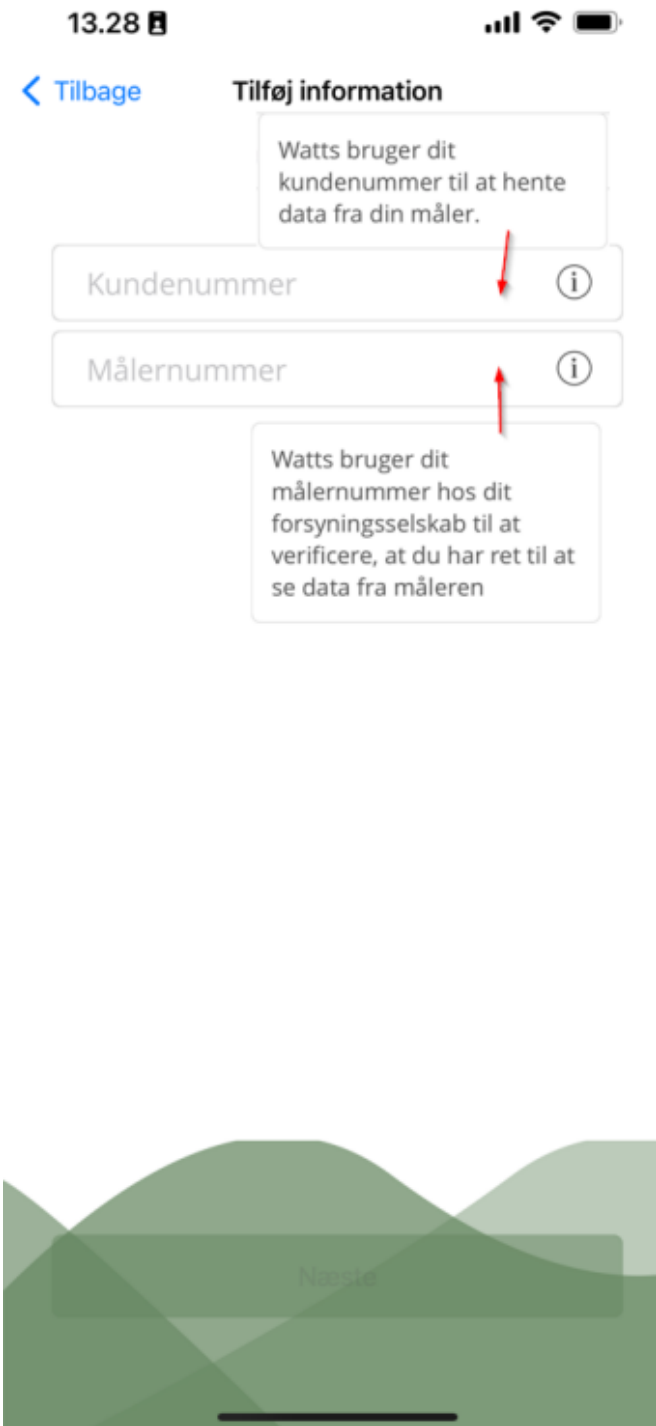 13.28
Tilbage
Tilføj information
Watts bruger dit
kundenummer til at hente
data fra din måler.
Kundenummer
Målernummer
Watts bruger dit
målernummer hos dit
forsyningsselskab til at
verificere, at du har ret til at
se data fra måleren
Næste